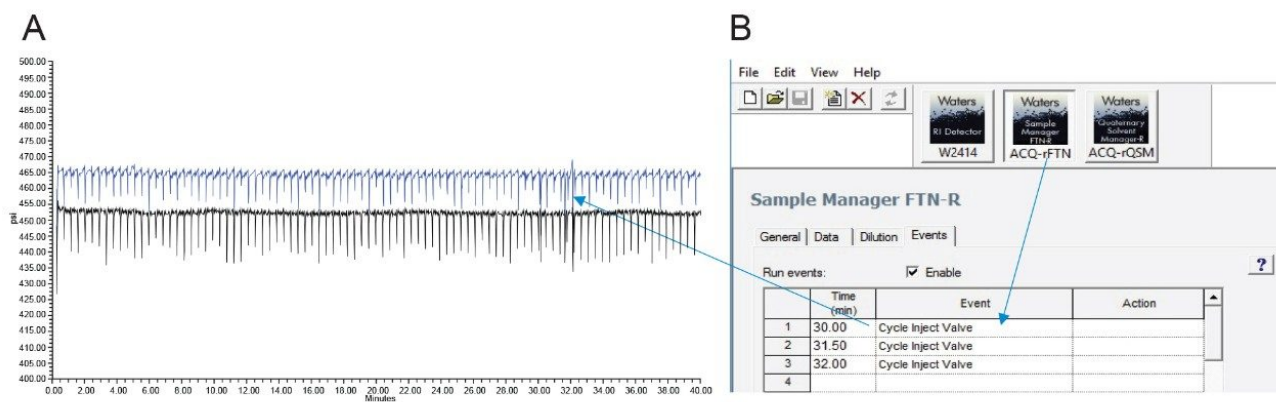 A
500.00
495.00
490.00
485.00
480.00
475.00
470.00
465.00
460.00
455.00
450.00
445.00
440.00
435.00
430.00
425.00
420.00
415.00
410.00
405.00
400.00
psi
0.00 2.00 4.00 6.00 8.00 10.00 12.00 14.00 16.00 18.00 20.00 22.00 24.00 26.00 28.00 30.00 32.00 34.00 36.00 38.00 40.00
Minutes
B
File Edit View Help
Waters
RI Detector
W2414
Waters
Sample
Manager
FTN-R
ACQ-rFTN
Waters
Quaternary
Solvent
Manager-R
ACQ-rQSM
Sample Manager FTN-R
General Data Dilution Events
Run events: Enable
?
Time (min) Event Action
1 30.00 Cycle Inject Valve
2 31.50 Cycle Inject Valve
3 32.00 Cycle Inject Valve
4